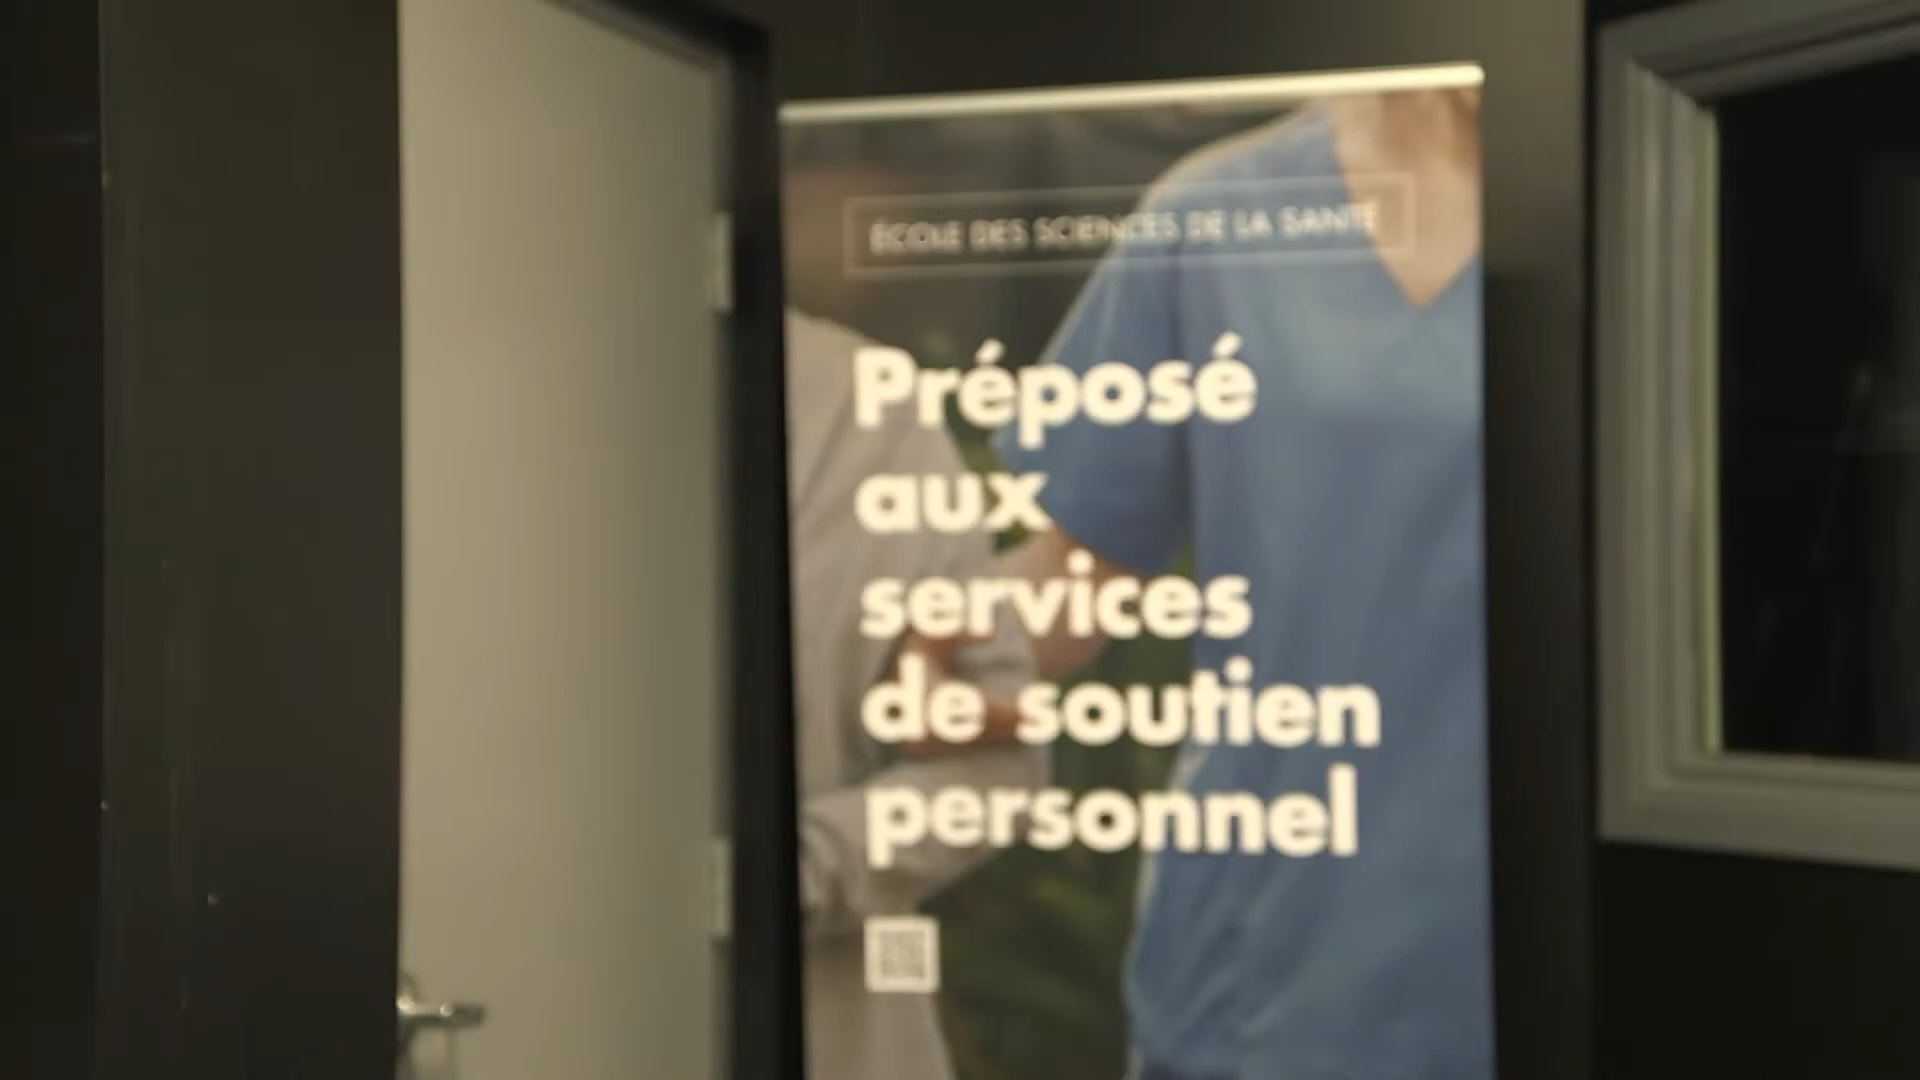 ÉCOLE DES SCIENCES DE LA SANTÉ
Préposé
aux
services
de soutien
personnel